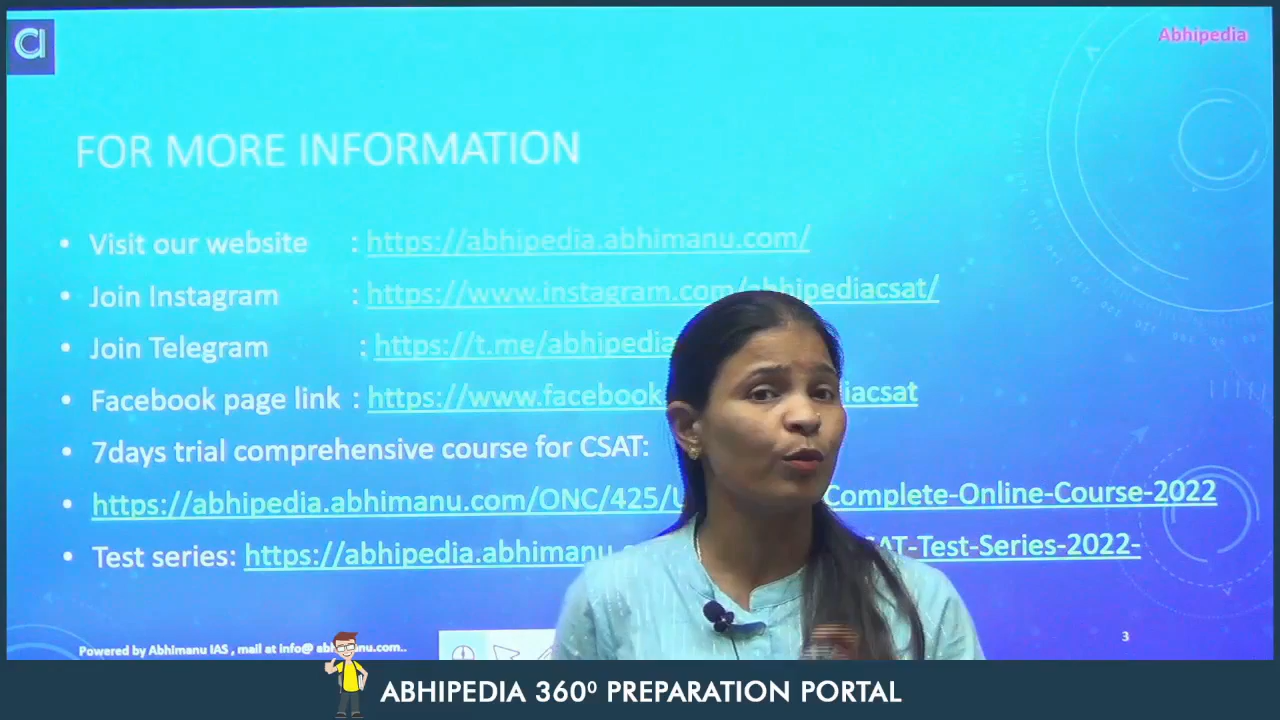 Abhipedia
FOR MORE INFORMATION
• Visit our website : https://abhipedia.abhimanu.com/
• Join Instagram : https://www.instagram.com/abhipediacsat/
• Join Telegram : https://t.me/abhipedia
• Facebook page link : https://www.facebook iacsat
• 7days trial comprehensive course for CSAT:
• https://abhipedia.abhimanu.com/ONC/425/U Complete-Online-Course-2022
• Test series: https://abhipedia.abhimanu. AT-Test-Series-2022-
Powered by Abhimanu IAS , mail at info@ abhimanu.com..
3
ABHIPEDIA 360⁰ PREPARATION PORTAL